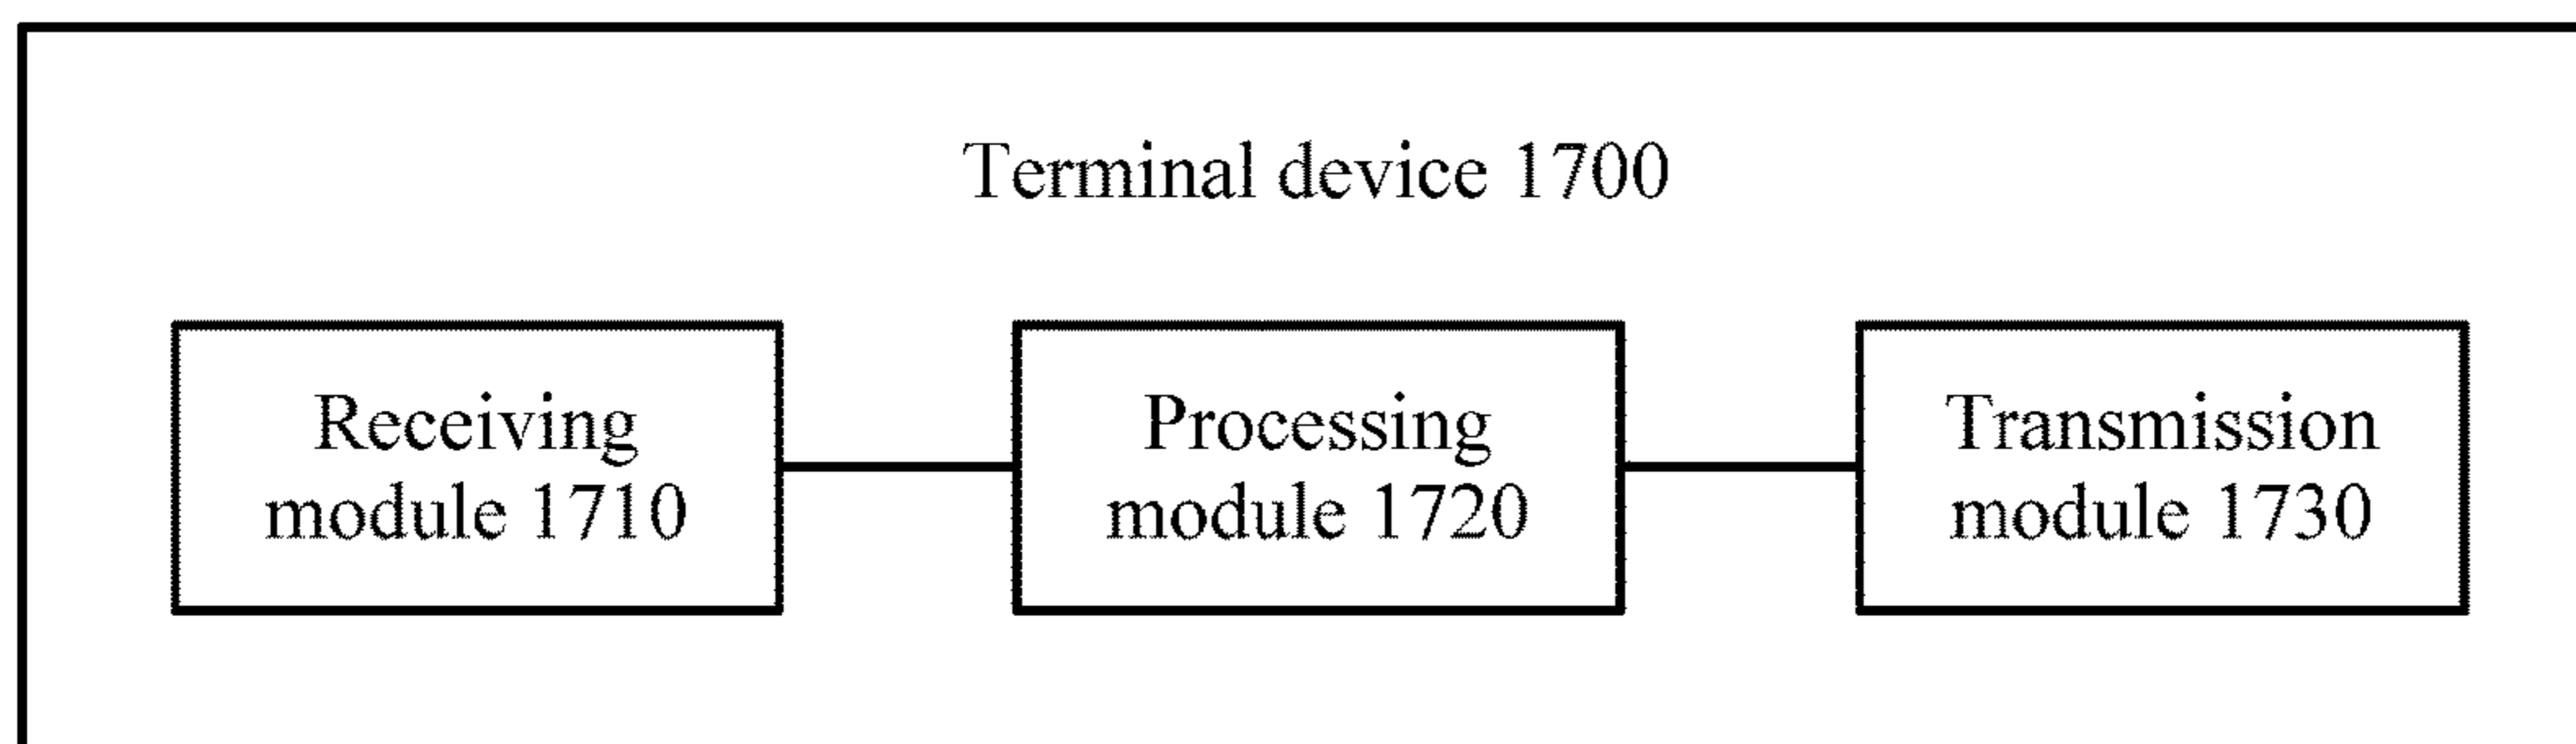 Terminal device 1700
Receiving
module 1710
Processing
module 1720
Transmission
module 1730